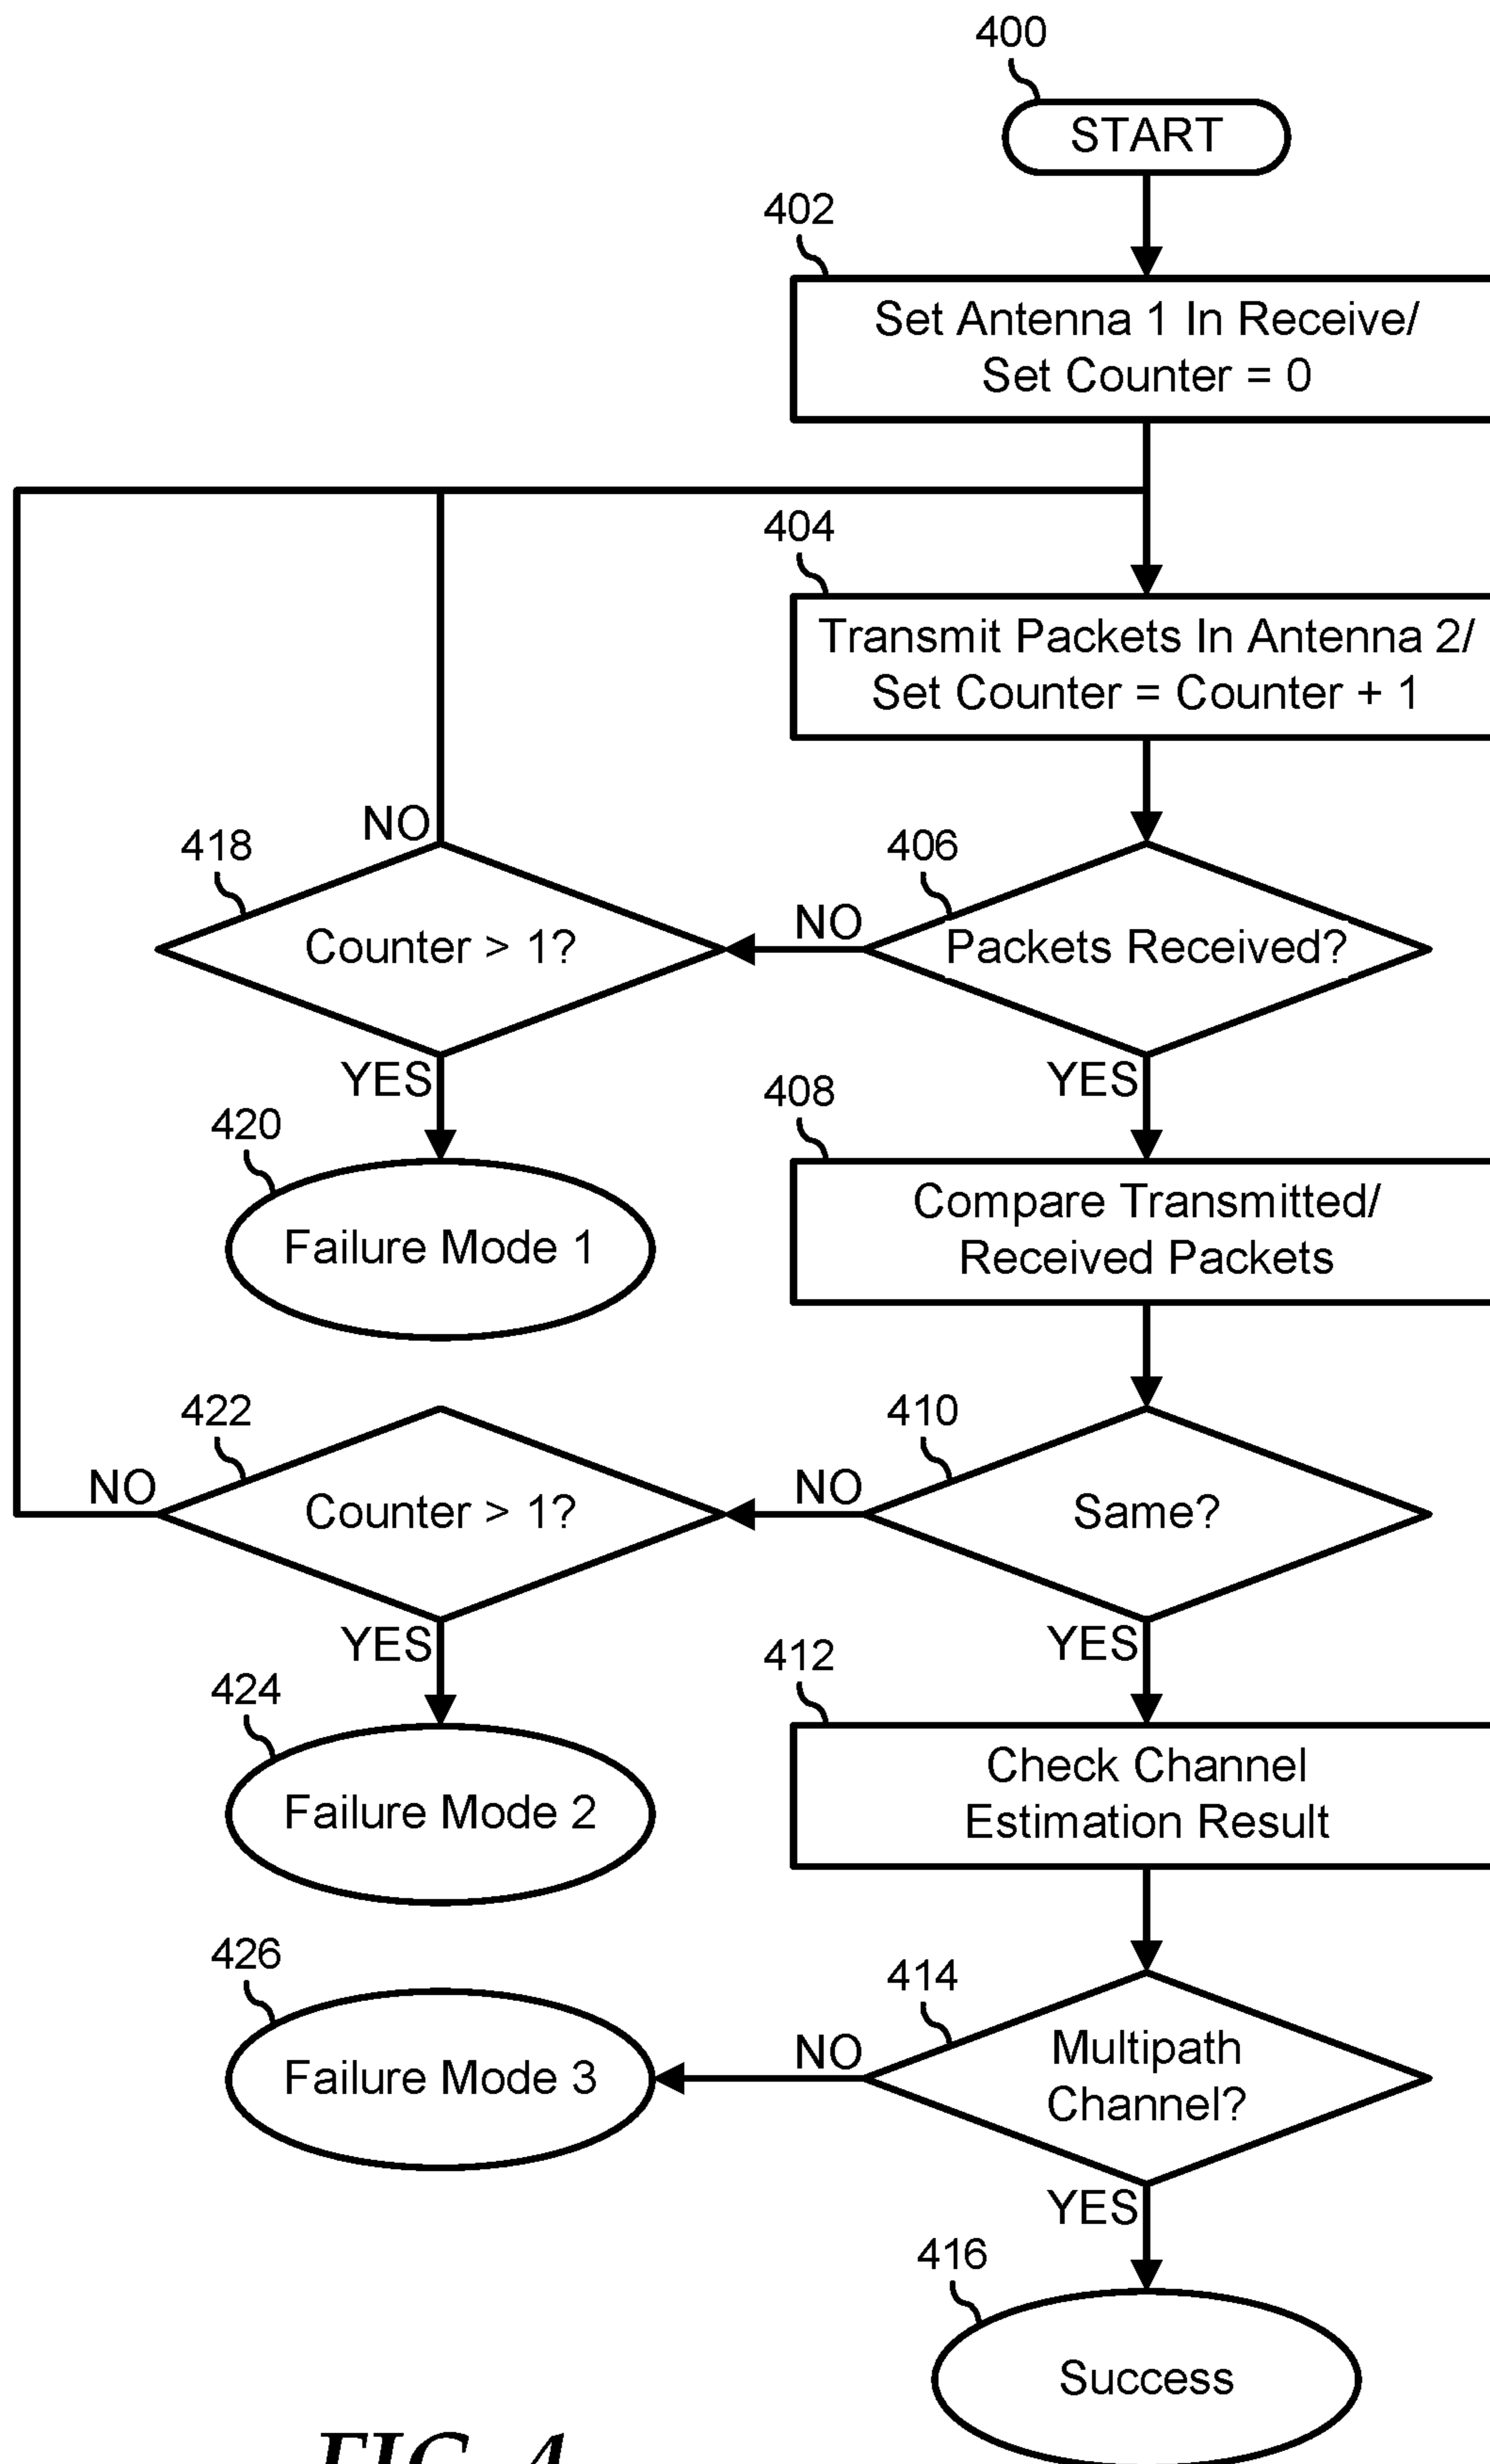 400
START
402
Set Antenna 1 In Receive/
Set Counter = 0
404
Transmit Packets In Antenna 2/
Set Counter = Counter + 1
NO
418
Counter > 1?
NO
406
Packets Received?
YES
YES
420
Failure Mode 1
408
Compare Transmitted/
Received Packets
422
NO
Counter > 1?
NO
410
Same?
YES
YES
424
Failure Mode 2
412
Check Channel
Estimation Result
426
Failure Mode 3
NO
414
Multipath
Channel?
YES
416
Success
FIG. 4